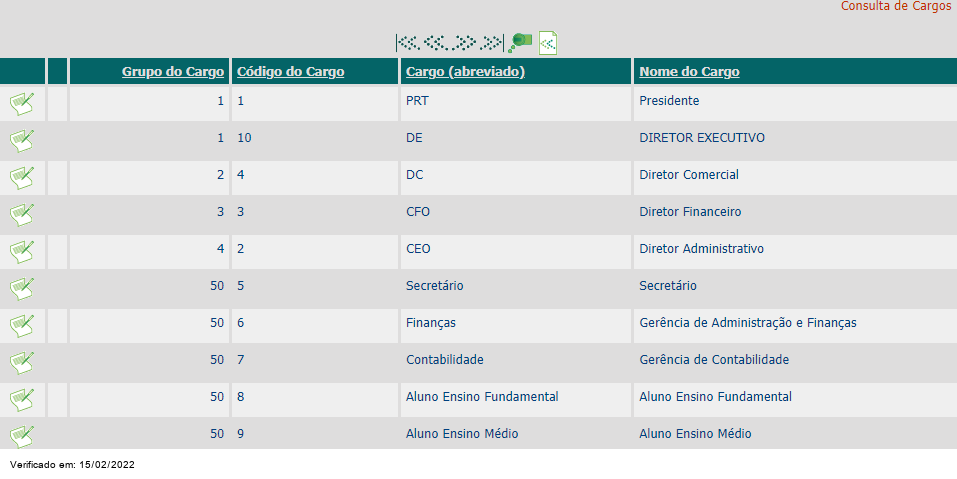 Consulta de Cargos
Grupo do Cargo Código do Cargo Cargo (abreviado) Nome do Cargo
1 1 PRT Presidente
1 10 DE DIRETOR EXECUTIVO
2 4 DC Diretor Comercial
3 3 CFO Diretor Financeiro
4 2 CEO Diretor Administrativo
50 5 Secretário Secretário
50 6 Finanças Gerência de Administração e Finanças
50 7 Contabilidade Gerência de Contabilidade
50 8 Aluno Ensino Fundamental Aluno Ensino Fundamental
50 9 Aluno Ensino Médio Aluno Ensino Médio
Verificado em: 15/02/2022